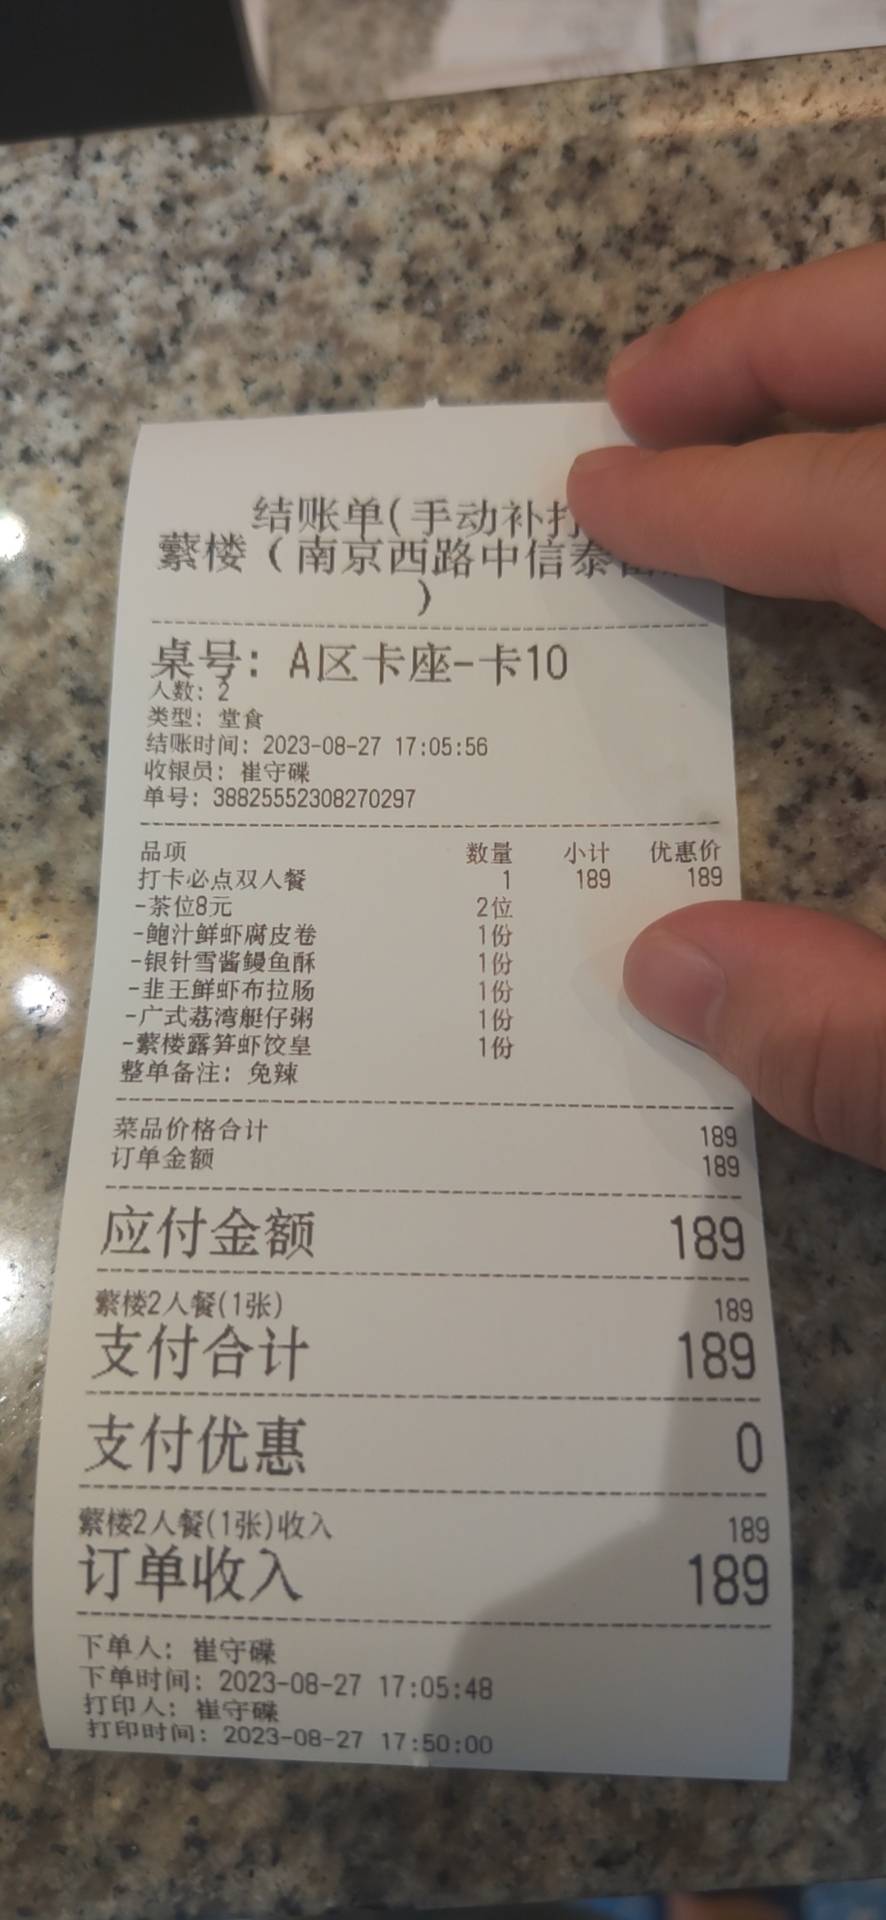 结账单(手动补打
蘩楼（南京西路中信泰
）
桌号: A区卡座-卡10
人数: 2
类型: 堂食
结账时间: 2023-08-27 17:05:56
收银员: 崔守碟
单号: 38825552308270297
品项 数量 小计 优惠价
打卡必点双人餐 1 189 189
-茶位8元 2位
-鲍汁鲜虾腐皮卷 1份
-银针雪酱鳗鱼酥 1份
-韭王鲜虾布拉肠 1份
-广式荔湾艇仔粥 1份
-蘩楼露笋虾饺皇 1份
整单备注: 免辣
菜品价格合计 189
订单金额 189
应付金额 189
蘩楼2人餐(1张) 189
支付合计 189
支付优惠 0
蘩楼2人餐(1张)收入 189
订单收入 189
下单人: 崔守碟
下单时间: 2023-08-27 17:05:48
打印人: 崔守碟
打印时间: 2023-08-27 17:50:00